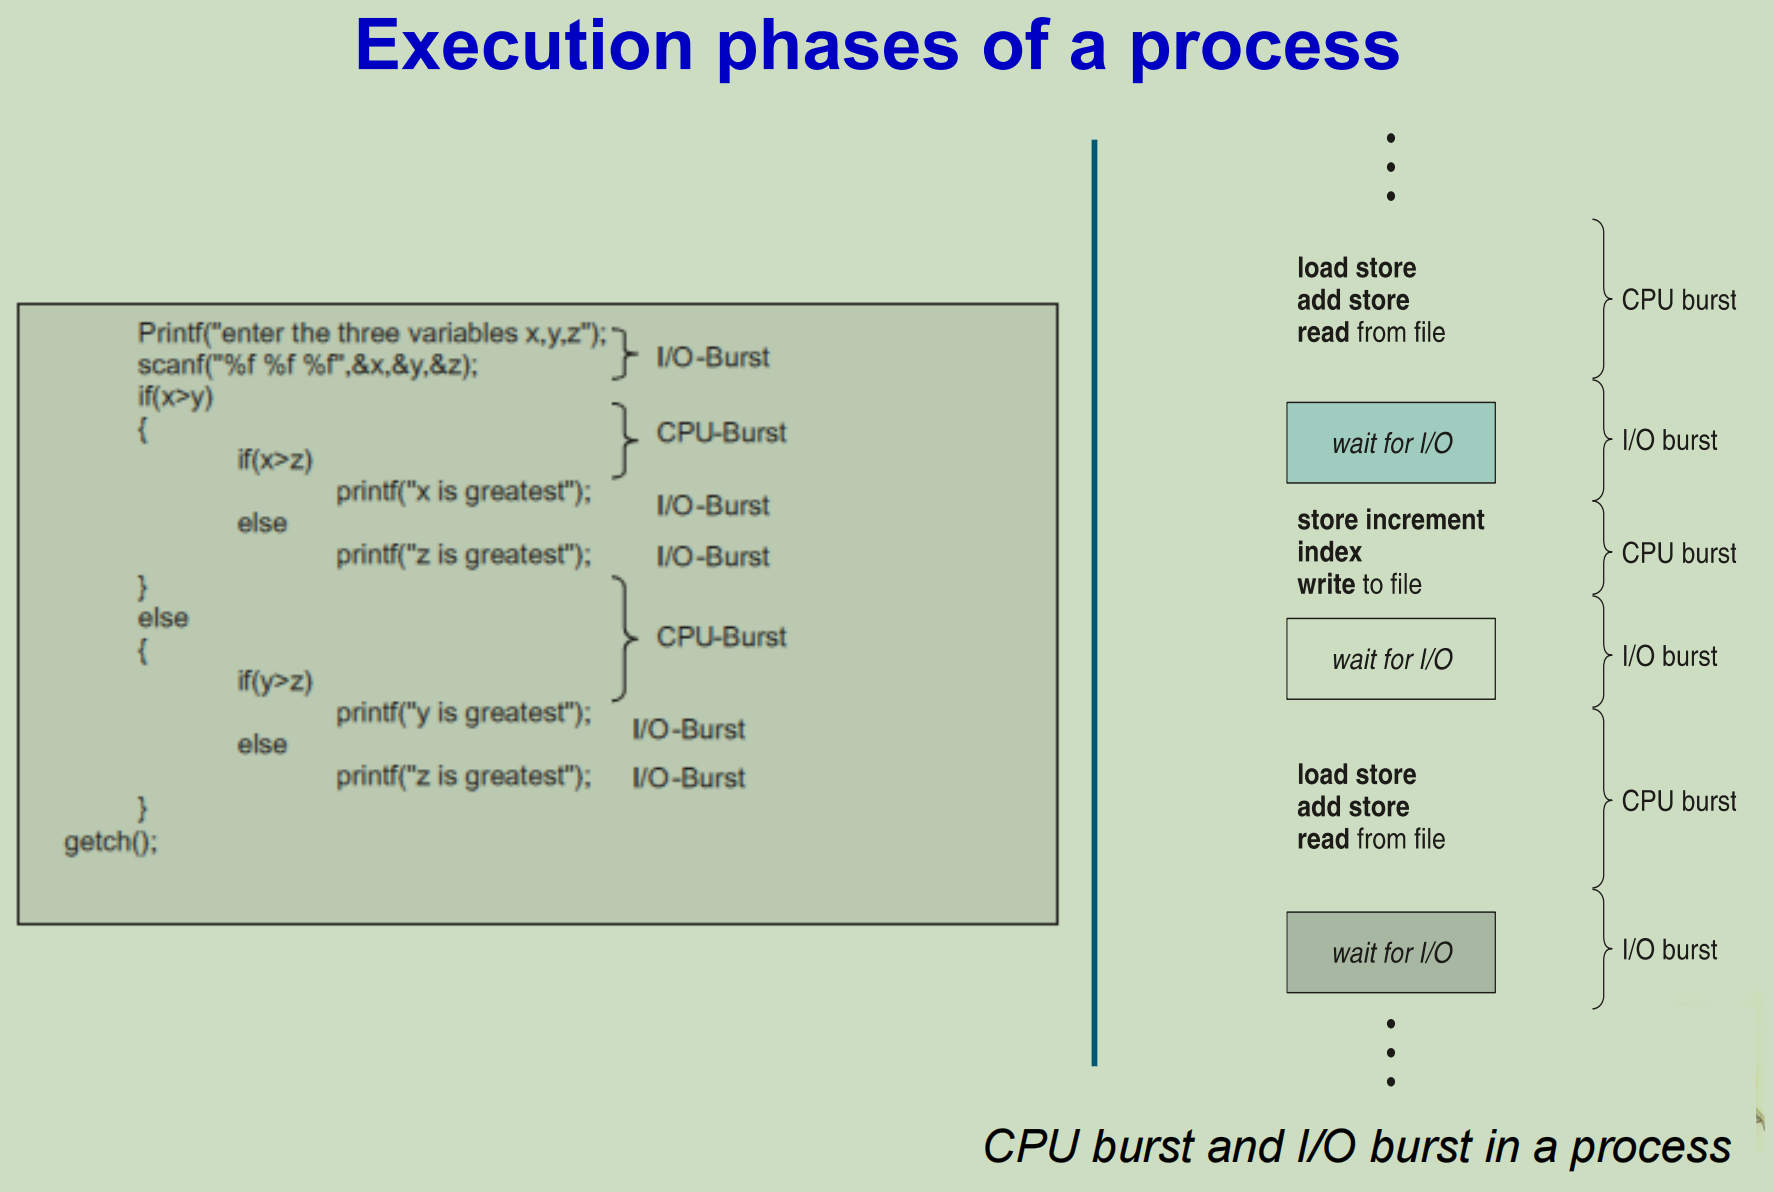 Execution phases of a process
Printf("enter the three variables x,y,z");
scanf("%f %f %f",&x,&y,&z);
I/O-Burst
if(x>y)
{
CPU-Burst
if(x>z)
printf("x is greatest");
I/O-Burst
else
printf("z is greatest");
I/O-Burst
}
else
{
CPU-Burst
if(y>z)
printf("y is greatest");
I/O-Burst
else
printf("z is greatest");
I/O-Burst
}
getch();
load store
add store
read from file
CPU burst
wait for I/O
I/O burst
store increment
index
write to file
CPU burst
wait for I/O
I/O burst
load store
add store
read from file
CPU burst
wait for I/O
I/O burst
CPU burst and I/O burst in a process